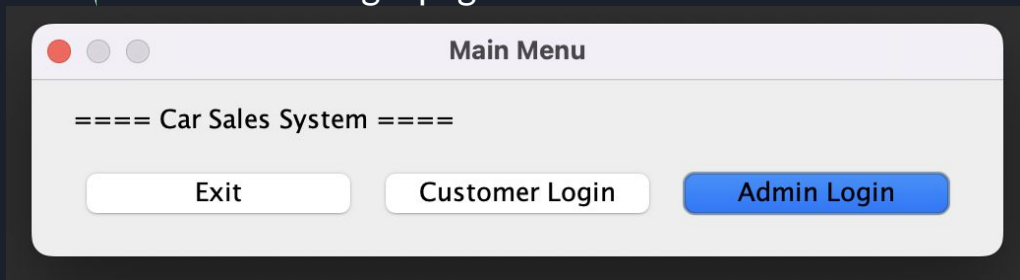 Main Menu
==== Car Sales System ====
Exit Customer Login Admin Login